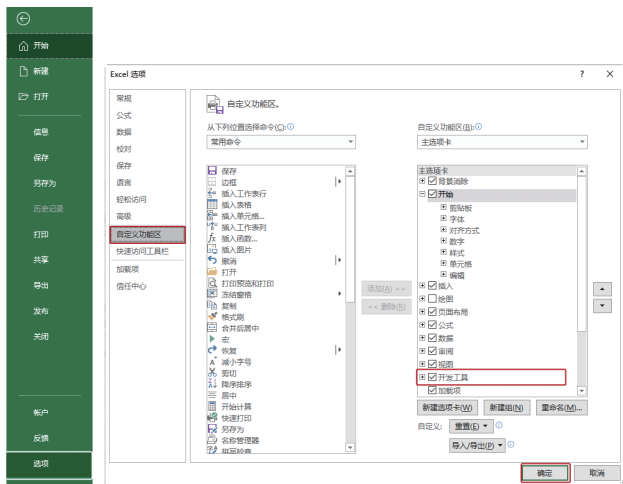 开始
新建
打开
信息
保存
另存为
历史记录
打印
共享
导出
发布
关闭
帐户
反馈
选项
Excel 选项
? ×
常规
公式
数据
校对
保存
语言
轻松访问
高级
自定义功能区
快速访问工具栏
加载项
信任中心
自定义功能区。
从下列位置选择命令(C):
常用命令
保存
边框
插入工作表行
插入表格
插入单元格...
插入工作表列
插入函数...
插入图片
撤消
打开
打印预览和打印
冻结窗格
复制
格式刷
合并后居中
宏
恢复
减小字号
剪切
降序排序
居中
开始计算
快速打印
另存为
名称管理器
拼写检查
添加(A) >>
<< 删除(R)
自定义功能区(B):
主选项卡
主选项卡
背景消除
开始
剪贴板
字体
对齐方式
数字
样式
单元格
编辑
插入
绘图
页面布局
公式
数据
审阅
视图
开发工具
加载项
新建选项卡(W) 新建组(N) 重命名(M)...
自定义: 重置(E)
导入/导出(P)
确定 取消